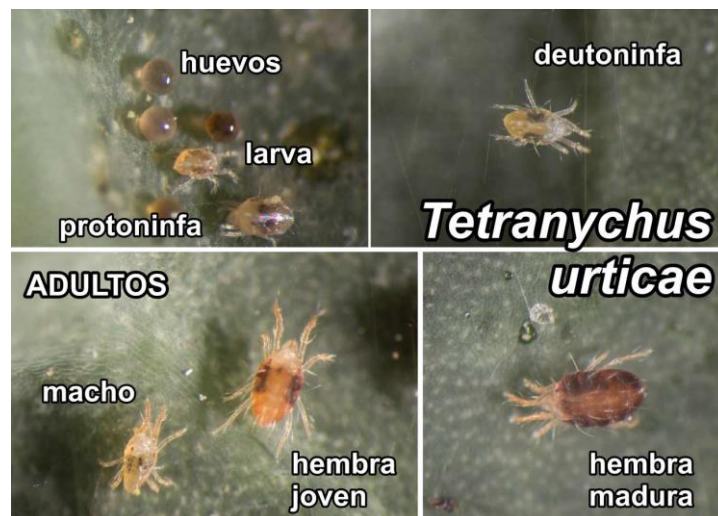 huevos
larva
protoninfa
deutoninfa
Tetranychus
urticae
ADULTOS
macho
hembra
joven
hembra
madura